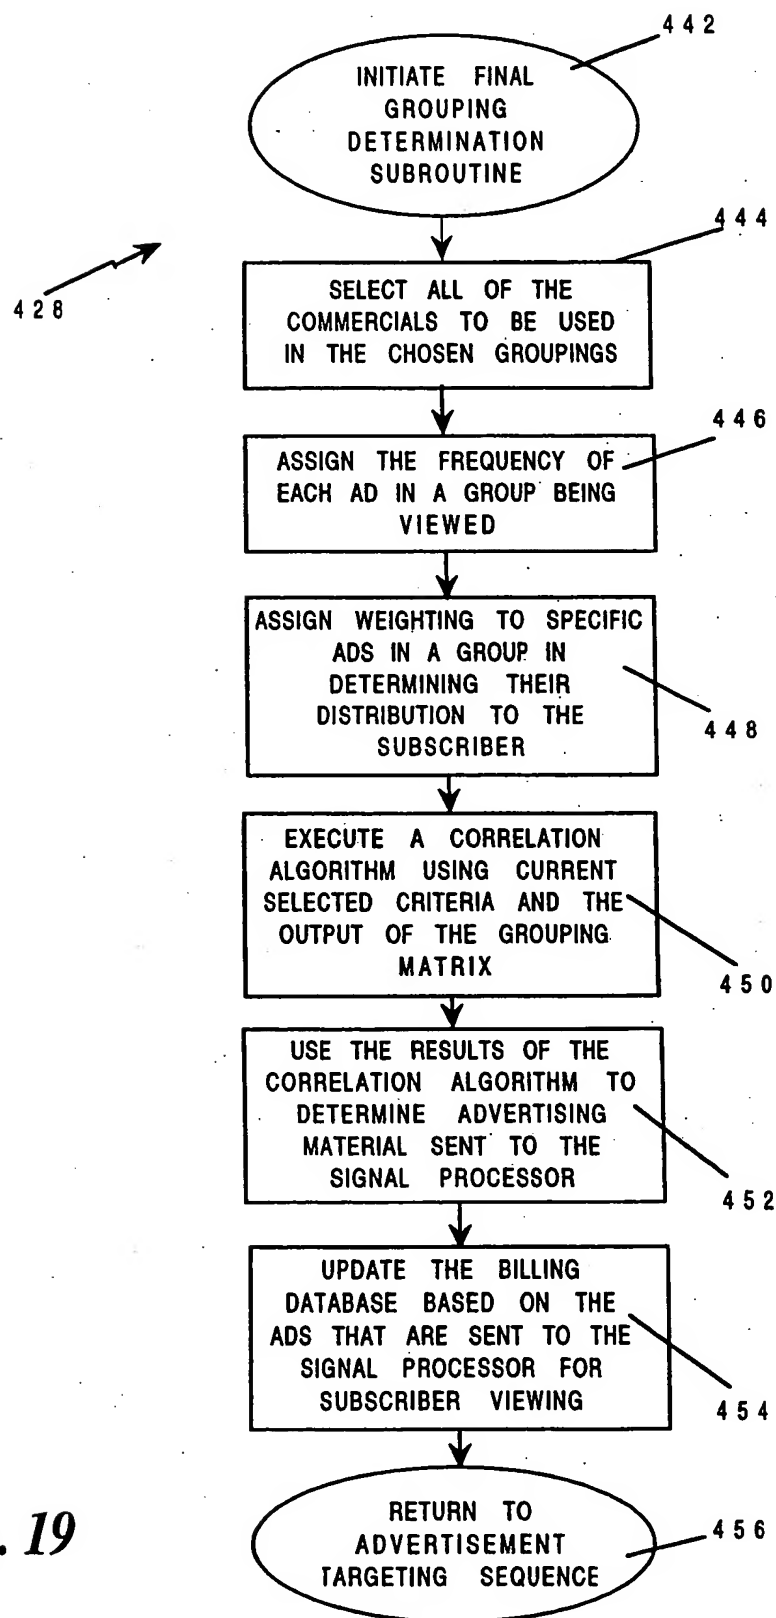 442
INITIATE FINAL
GROUPING
DETERMINATION
SUBROUTINE
444
428
SELECT ALL OF THE
COMMERCIALS TO BE USED
IN THE CHOSEN GROUPINGS
446
ASSIGN THE FREQUENCY OF
EACH AD IN A GROUP BEING
VIEWED
ASSIGN WEIGHTING TO SPECIFIC
ADS IN A GROUP IN
DETERMINING THEIR
DISTRIBUTION TO THE
SUBSCRIBER
448
EXECUTE A CORRELATION
ALGORITHM USING CURRENT
SELECTED CRITERIA AND THE
OUTPUT OF THE GROUPING
MATRIX
450
USE THE RESULTS OF THE
CORRELATION ALGORITHM TO
DETERMINE ADVERTISING
MATERIAL SENT TO THE
SIGNAL PROCESSOR
452
UPDATE THE BILLING
DATABASE BASED ON THE
ADS THAT ARE SENT TO THE
SIGNAL PROCESSOR FOR
SUBSCRIBER VIEWING
454
RETURN TO
ADVERTISEMENT
TARGETING SEQUENCE
456
. 19